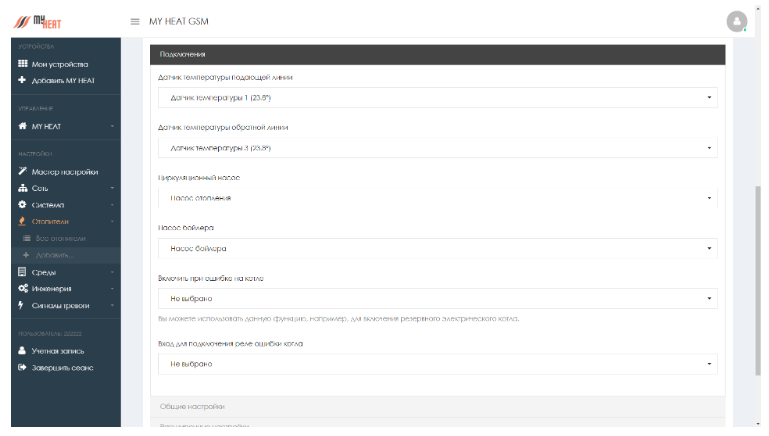 MYHEAT
MY HEAT GSM
УСТРОЙСТВА
Мои устройства
Добавить MY HEAT
УПРАВЛЕНИЕ
MY HEAT
НАСТРОЙКИ
Мастер настройки
Сеть
Система
Отопители
Все отопители
Добавить...
Среды
Инженерия
Сигналы тревоги
ПОЛЬЗОВАТЕЛЬ: 222222
Учетная запись
Завершить сеанс
Подключения
Датчик температуры подающей линии
Датчик температуры 1 (23.8°)
Датчик температуры обратной линии
Датчик температуры 3 (23.8°)
Циркуляционный насос
Насос отопления
Насос бойлера
Насос бойлера
Включить при ошибке на котле
Не выбрано
Вы можете использовать данную функцию, например, для включения резервного электрического котла.
Вход для подключения реле ошибки котла
Не выбрано
Общие настройки
Расширенные настройки